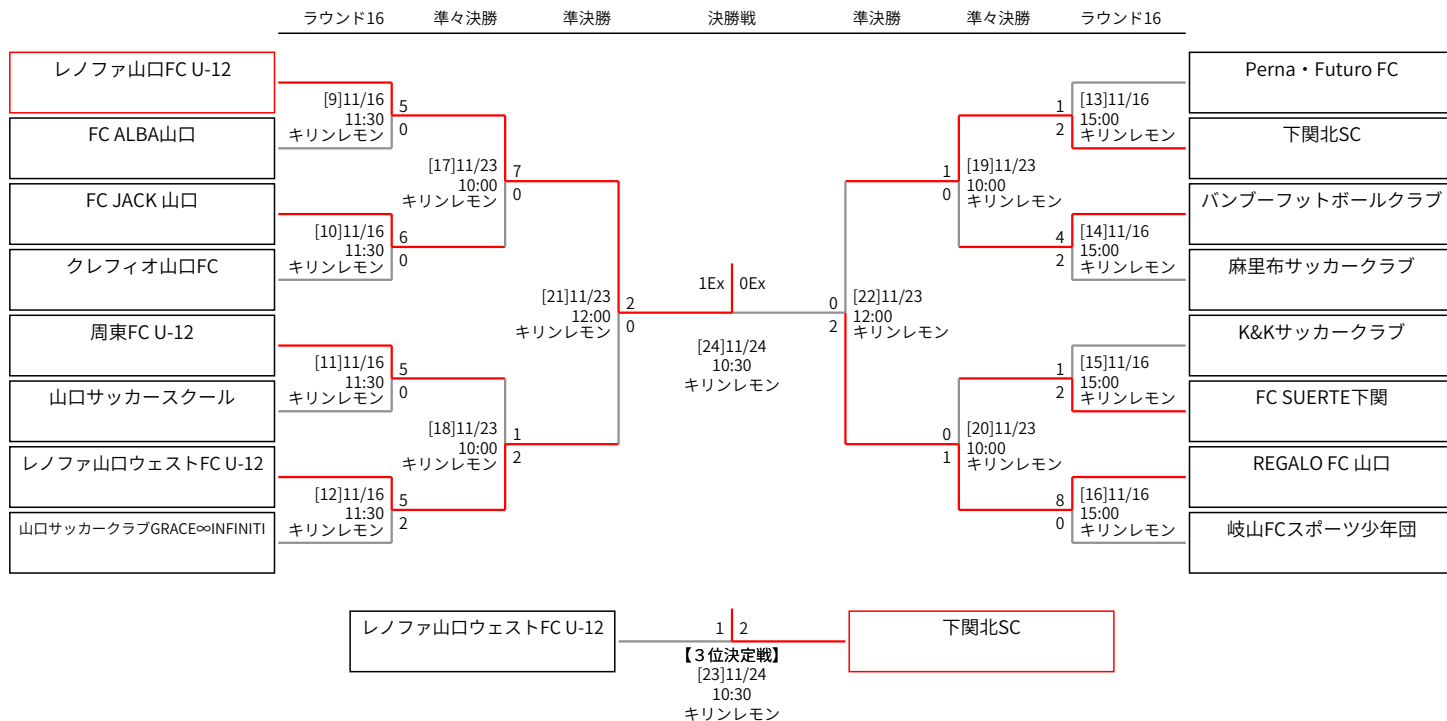 ラウンド16 準々決勝 準決勝 決勝戦 準決勝 準々決勝 ラウンド16
レノファ山口FC U-12
FC ALBA山口
FC JACK 山口
クレフィオ山口FC
周東FC U-12
山口サッカースクール
レノファ山口ウェストFC U-12
山口サッカークラブGRACE∞INFINITI
[9]11/16
11:30
キリンレモン
5
0
[10]11/16
11:30
キリンレモン
6
0
[11]11/16
11:30
キリンレモン
5
0
[12]11/16
11:30
キリンレモン
5
2
[17]11/23
10:00
キリンレモン
7
0
[18]11/23
10:00
キリンレモン
1
2
[21]11/23
12:00
キリンレモン
2
0
1Ex 0Ex
[24]11/24
10:30
キリンレモン
0
2
[22]11/23
12:00
キリンレモン
1
0
[19]11/23
10:00
キリンレモン
0
1
[20]11/23
10:00
キリンレモン
1
2
[13]11/16
15:00
キリンレモン
4
2
[14]11/16
15:00
キリンレモン
1
2
[15]11/16
15:00
キリンレモン
8
0
[16]11/16
15:00
キリンレモン
Perna・Futuro FC
下関北SC
バンブーフットボールクラブ
麻里布サッカークラブ
K&Kサッカークラブ
FC SUERTE下関
REGALO FC 山口
岐山FCスポーツ少年団
レノファ山口ウェストFC U-12
1 2
下関北SC
【３位決定戦】
[23]11/24
10:30
キリンレモン